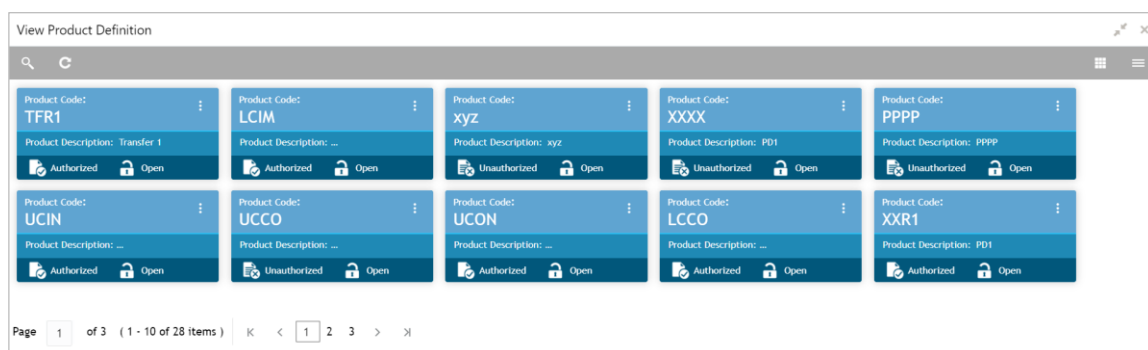 View Product Definition
Product Code: Product Code: Product Code: Product Code: Product Code:
TFR1 LCIM xyz XXXX PPPP
Product Description: Transfer 1 Product Description: ... Product Description: xyz Product Description: PD1 Product Description: PPPP
Authorized Open Authorized Open Unauthorized Open Unauthorized Open Unauthorized Open
Product Code: Product Code: Product Code: Product Code: Product Code:
UCIN UCCO UCON LCCO XXR1
Product Description: ... Product Description: ... Product Description: ... Product Description: ... Product Description: PD1
Authorized Open Unauthorized Open Authorized Open Authorized Open Authorized Open
Page 1 of 3 ( 1 - 10 of 28 items ) 1 2 3